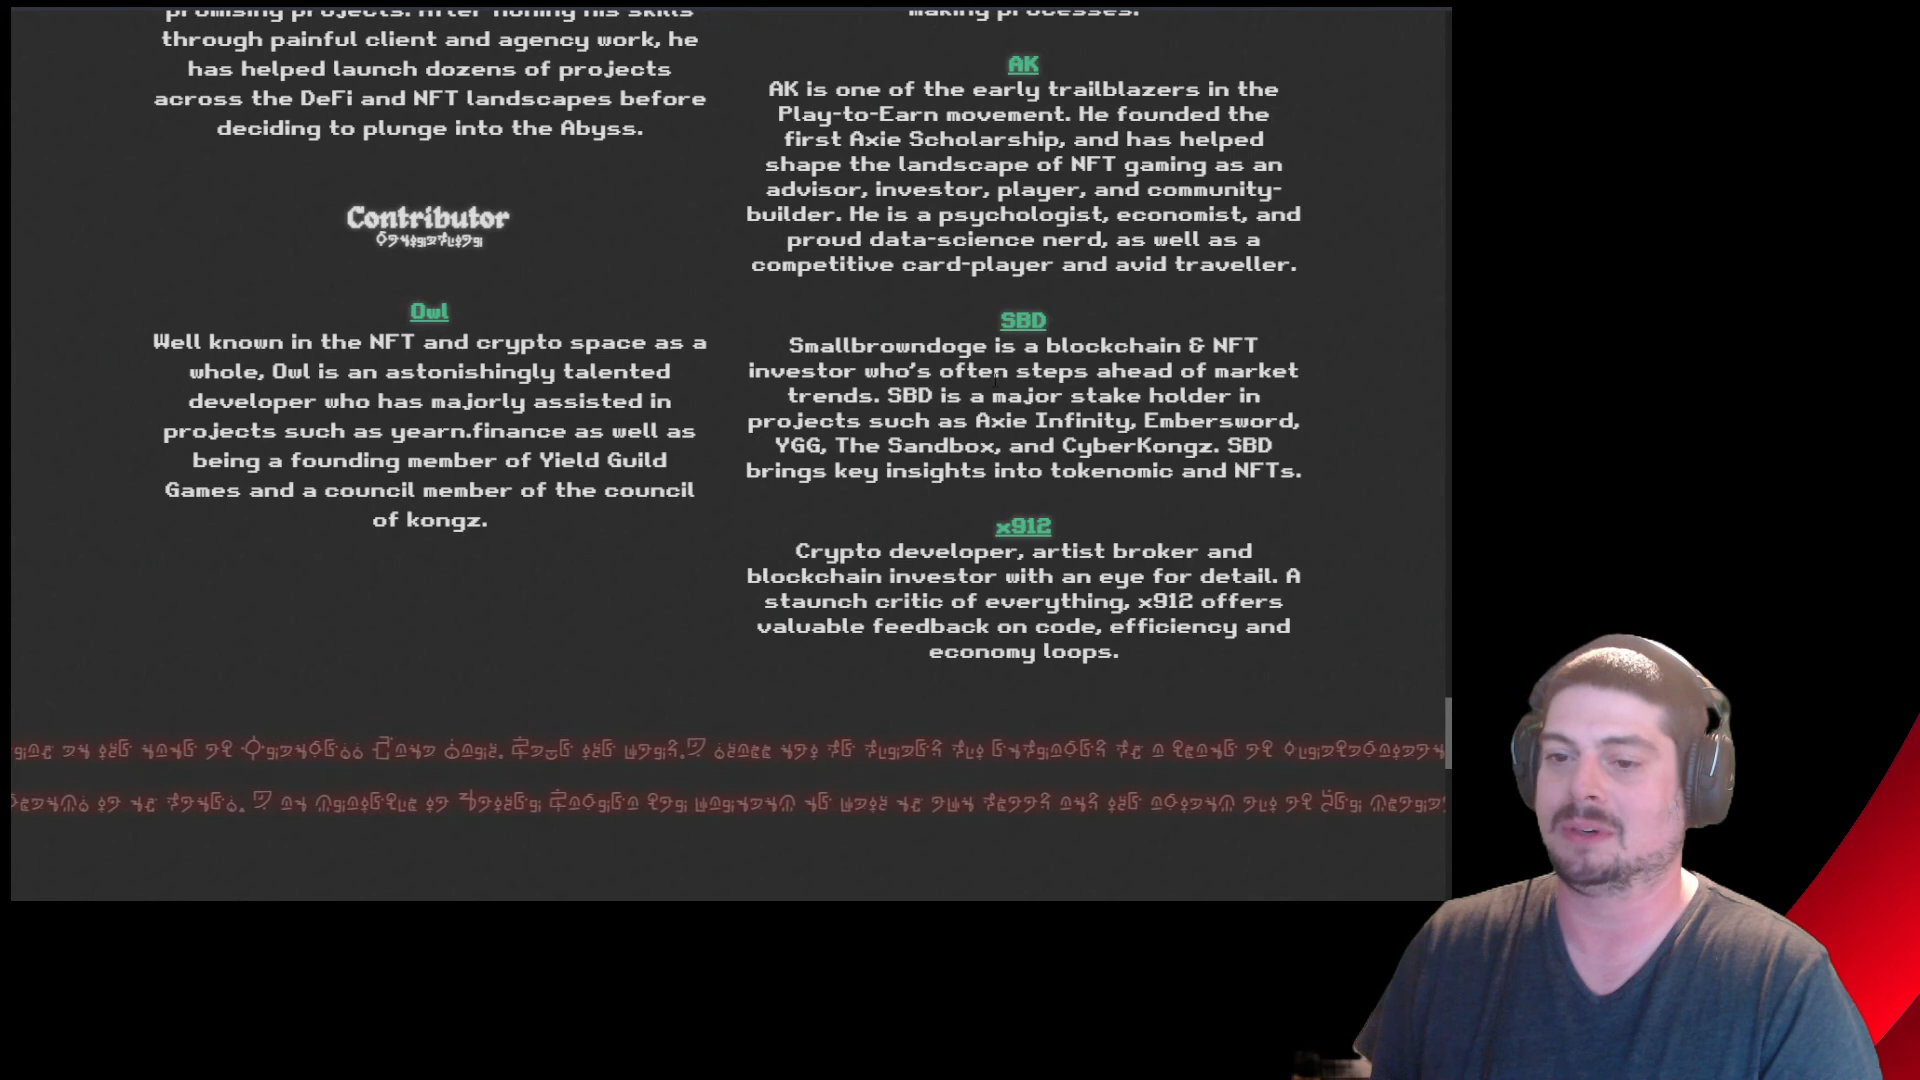 promising projects. After honing his skills
through painful client and agency work, he
has helped launch dozens of projects
across the DeFi and NFT landscapes before
deciding to plunge into the Abyss.
Contributor
Owl
Well known in the NFT and crypto space as a
whole, Owl is an astonishingly talented
developer who has majorly assisted in
projects such as yearn.finance as well as
being a founding member of Yield Guild
Games and a council member of the council
of kongz.
making processes.
AK
AK is one of the early trailblazers in the
Play-to-Earn movement. He founded the
first Axie Scholarship, and has helped
shape the landscape of NFT gaming as an
advisor, investor, player, and community-
builder. He is a psychologist, economist, and
proud data-science nerd, as well as a
competitive card-player and avid traveller.
SBD
Smallbrowndoge is a blockchain & NFT
investor who's often steps ahead of market
trends. SBD is a major stake holder in
projects such as Axie Infinity, Embersword,
YGG, The Sandbox, and CyberKongz. SBD
brings key insights into tokenomic and NFTs.
x912
Crypto developer, artist broker and
blockchain investor with an eye for detail. A
staunch critic of everything, x912 offers
valuable feedback on code, efficiency and
economy loops.